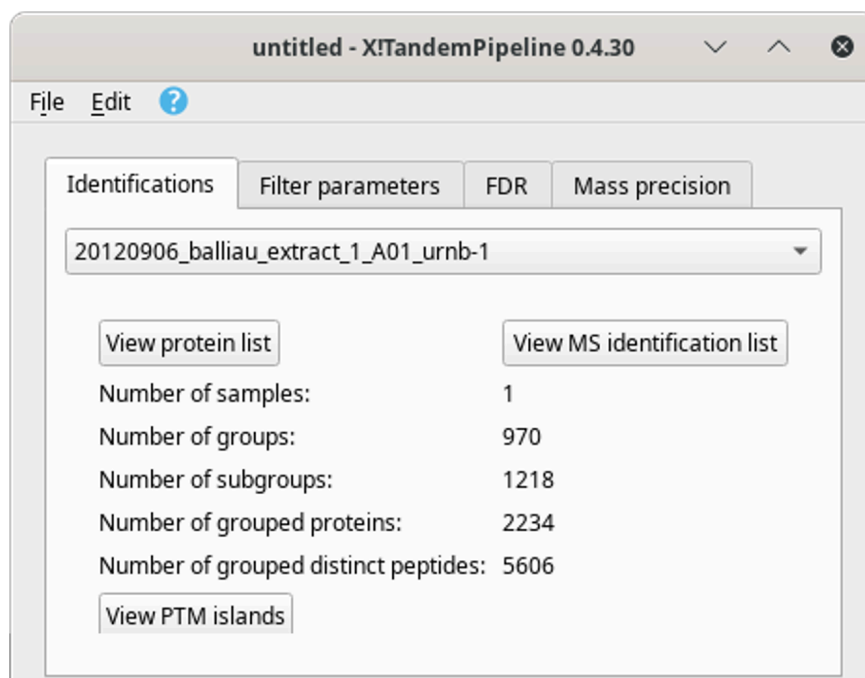 untitled - X!TandemPipeline 0.4.30
File Edit ?
Identifications Filter parameters FDR Mass precision
20120906_balliau_extract_1_A01_urnb-1
View protein list View MS identification list
Number of samples: 1
Number of groups: 970
Number of subgroups: 1218
Number of grouped proteins: 2234
Number of grouped distinct peptides: 5606
View PTM islands